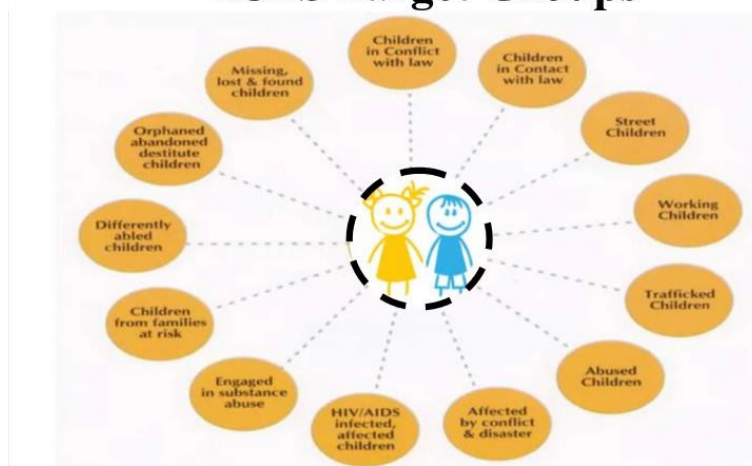 Children
in Conflict
with law
Children
in Contact
with law
Street
Children
Working
Children
Trafficked
Children
Abused
Children
Affected
by conflict
& disaster
HIV/AIDS
infected,
affected
children
Engaged
in substance
abuse
Children
from families
at risk
Differently
abled
children
Orphaned
abandoned
destitute
children
Missing,
lost & found
children